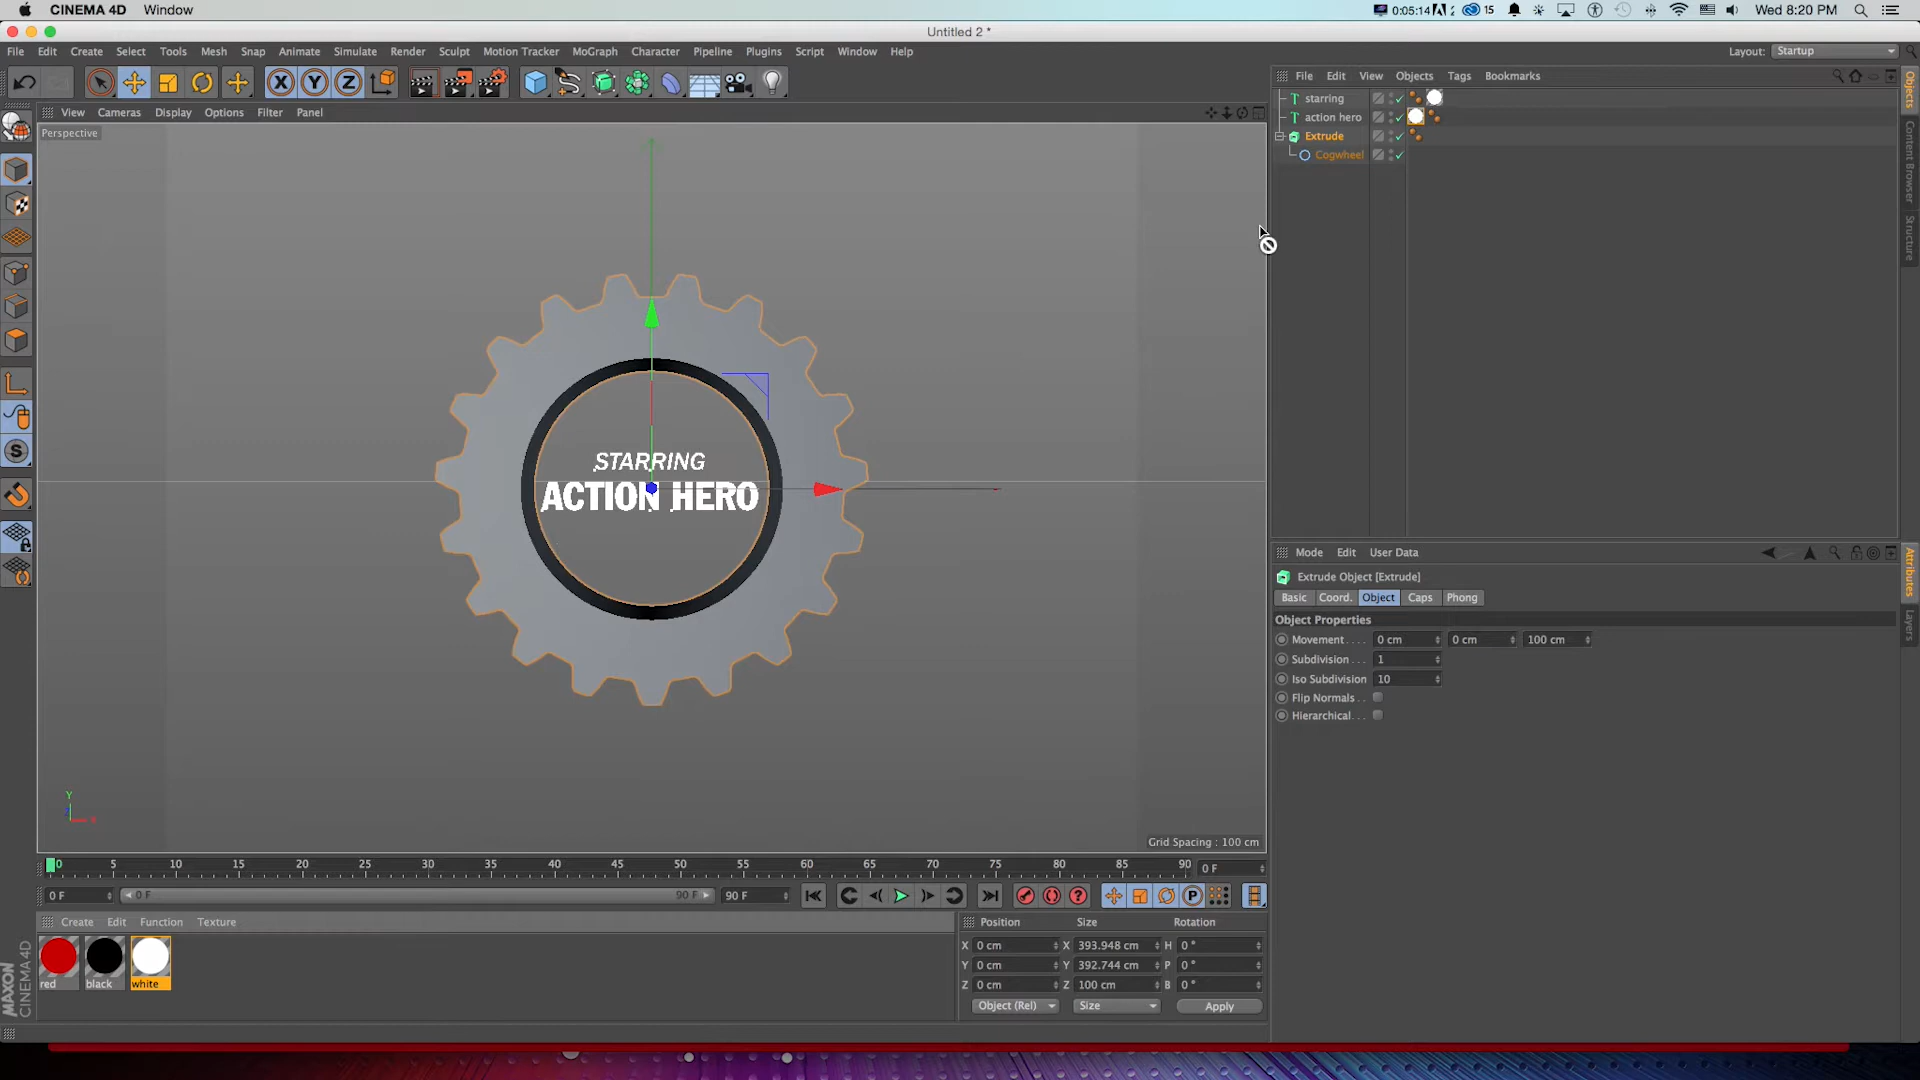 CINEMA 4D Window 0:05:14 15 Wed 8:20 PM
Untitled 2 *
File Edit Create Select Tools Mesh Snap Animate Simulate Render Sculpt Motion Tracker MoGraph Character Pipeline Plugins Script Window Help Layout: Startup
X Y Z
File Edit View Objects Tags Bookmarks
View Cameras Display Options Filter Panel
Perspective
starring
action hero
Extrude
Cogwheel
Objects
Content Browser
Structure
STARRING
ACTION HERO
Mode Edit User Data
Extrude Object [Extrude]
Basic Coord. Object Caps Phong
Object Properties
Movement . . . . 0 cm 0 cm 100 cm
Subdivision . . . 1
Iso Subdivision 10
Flip Normals . .
Hierarchical. . .
Attributes
Layers
Y
Z X
Grid Spacing : 100 cm
0 5 10 15 20 25 30 35 40 45 50 55 60 65 70 75 80 85 90 0 F
0 F 0 F 90 F 90 F
Create Edit Function Texture
Position Size Rotation
X 0 cm X 393.948 cm H 0 °
Y 0 cm Y 392.744 cm P 0 °
Z 0 cm Z 100 cm B 0 °
Object (Rel) Size Apply
red black white
MAXON
CINEMA 4D